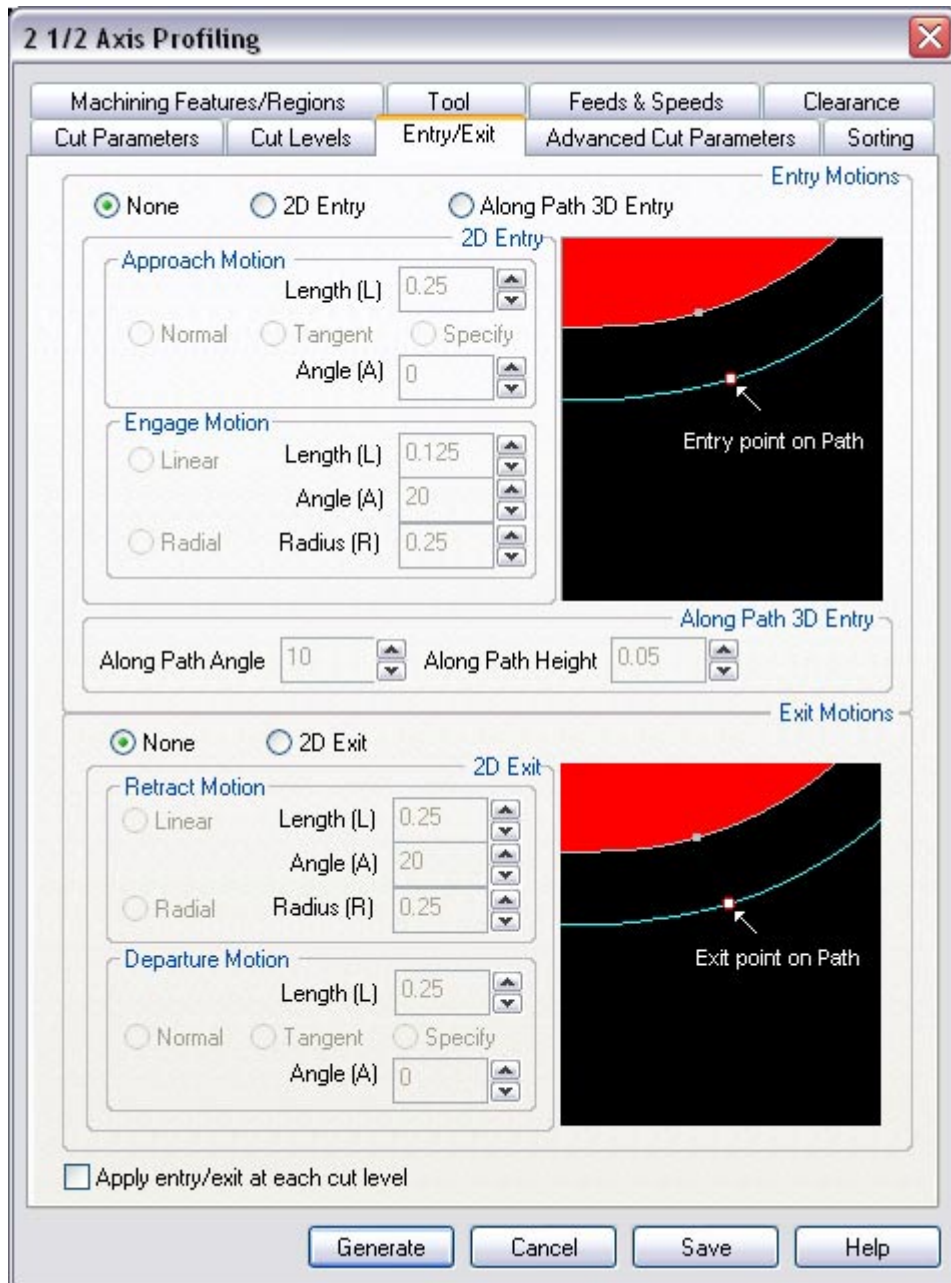 2 1/2 Axis Profiling
Machining Features/Regions Tool Feeds & Speeds Clearance
Cut Parameters Cut Levels Entry/Exit Advanced Cut Parameters Sorting
Entry Motions
None 2D Entry Along Path 3D Entry
2D Entry
Approach Motion
Length (L) 0.25
Normal Tangent Specify
Angle (A) 0
Engage Motion
Linear Length (L) 0.125
Angle (A) 20
Radial Radius (R) 0.25
Entry point on Path
Along Path 3D Entry
Along Path Angle 10 Along Path Height 0.05
Exit Motions
None 2D Exit
2D Exit
Retract Motion
Linear Length (L) 0.25
Angle (A) 20
Radial Radius (R) 0.25
Departure Motion
Length (L) 0.25
Normal Tangent Specify
Angle (A) 0
Exit point on Path
Apply entry/exit at each cut level
Generate Cancel Save Help